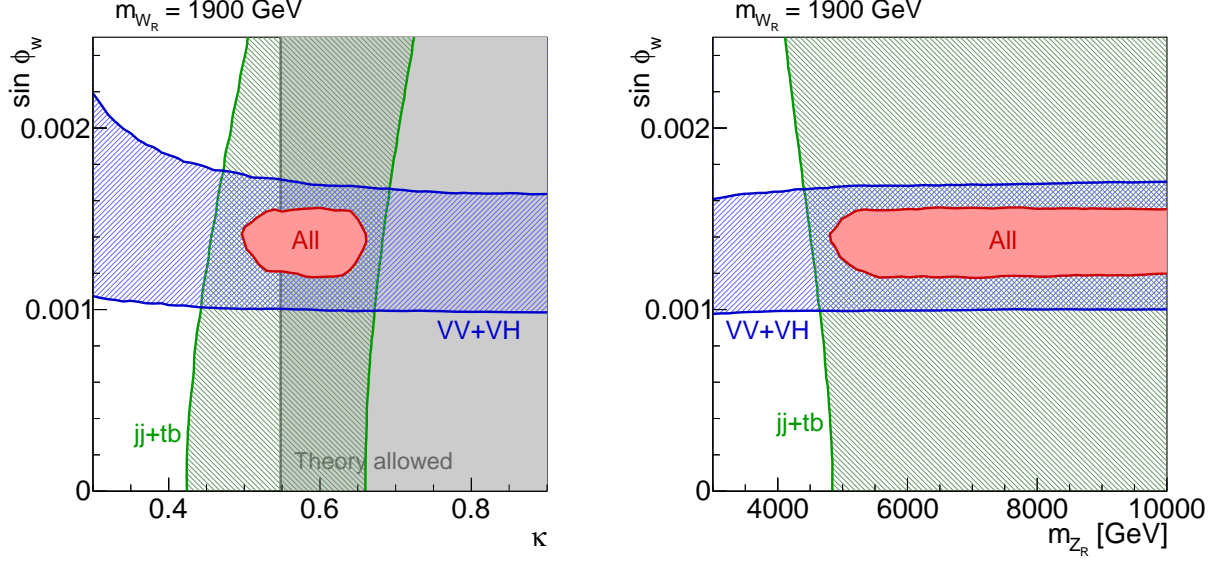 m_{W_R} = 1900 GeV
sin ϕ_w
0.002
0.001
0
0.4
0.6
0.8
κ
All
VV+VH
jj+tb
Theory allowed
m_{W_R} = 1900 GeV
sin ϕ_w
0.002
0.001
0
4000
6000
8000
10000
m_{Z_R} [GeV]
All
VV+VH
jj+tb